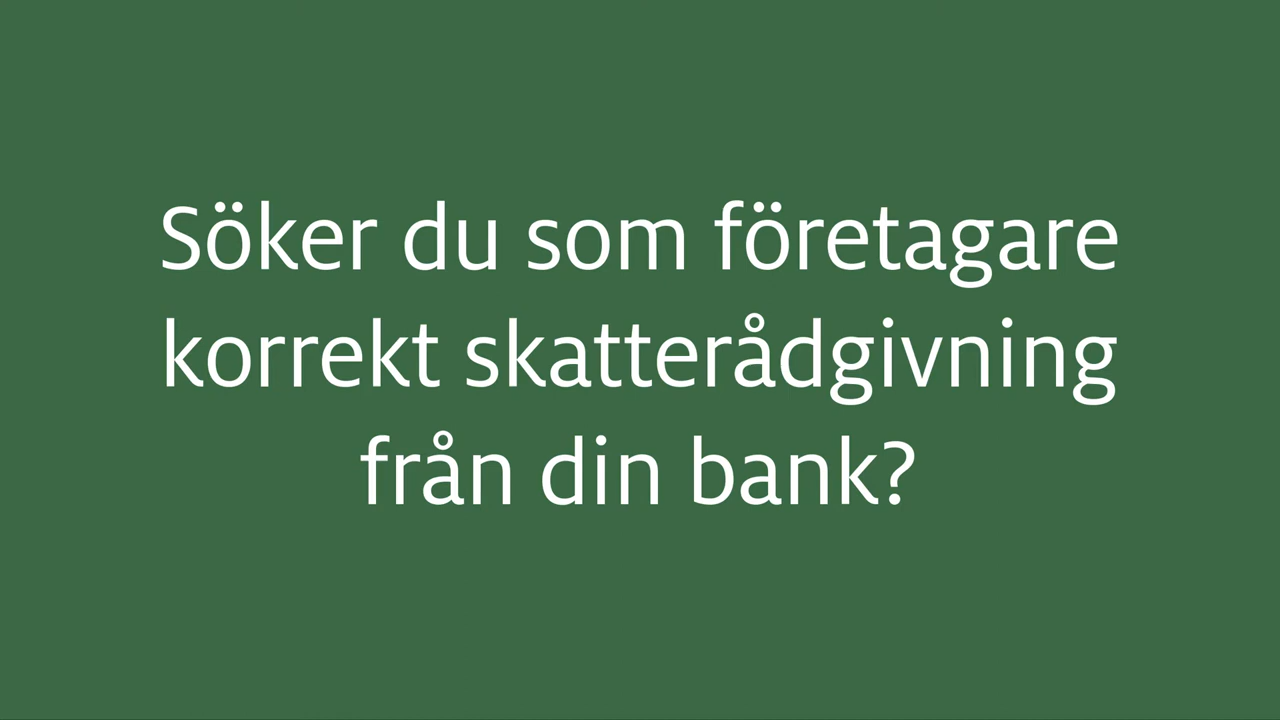 Söker du som företagare
korrekt skatterådgivning
från din bank?